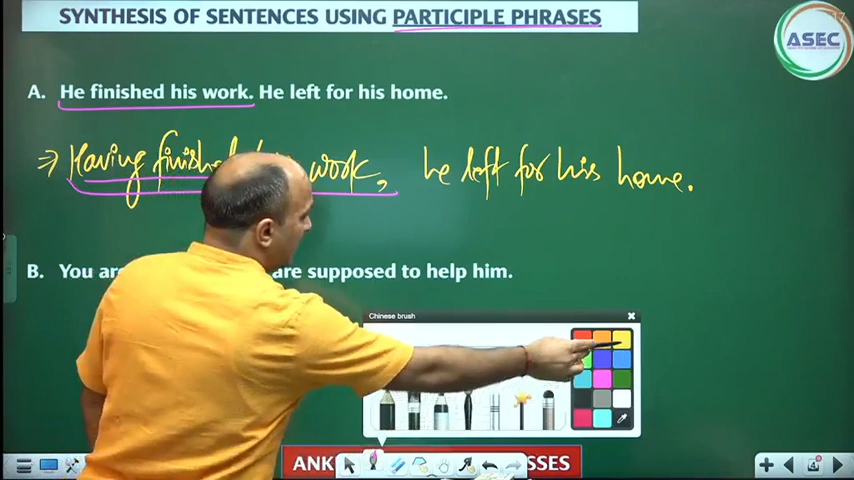 SYNTHESIS OF SENTENCES USING PARTICIPLE PHRASES
ASEC
A. He finished his work. He left for his home.
⇒ Having finished work, he left for his home.
B. You are are supposed to help him.
Chinese brush
ANK SSES